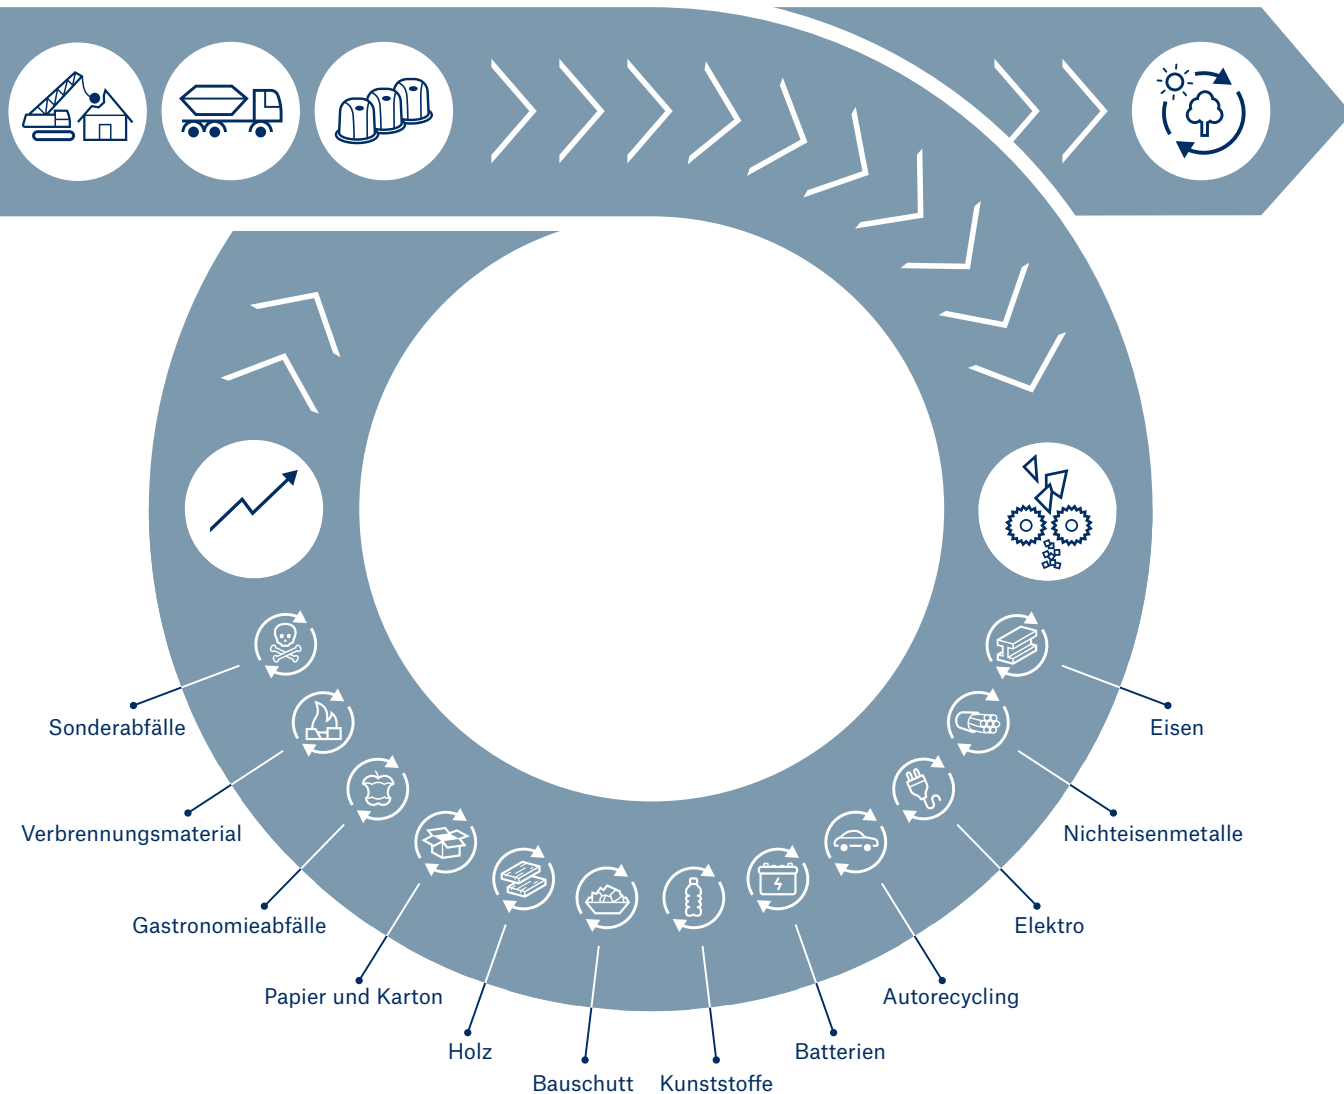 Sonderabfälle
Eisen
Verbrennungsmaterial
Nichteisenmetalle
Gastronomieabfälle
Elektro
Papier und Karton
Autorecycling
Holz
Batterien
Bauschutt
Kunststoffe